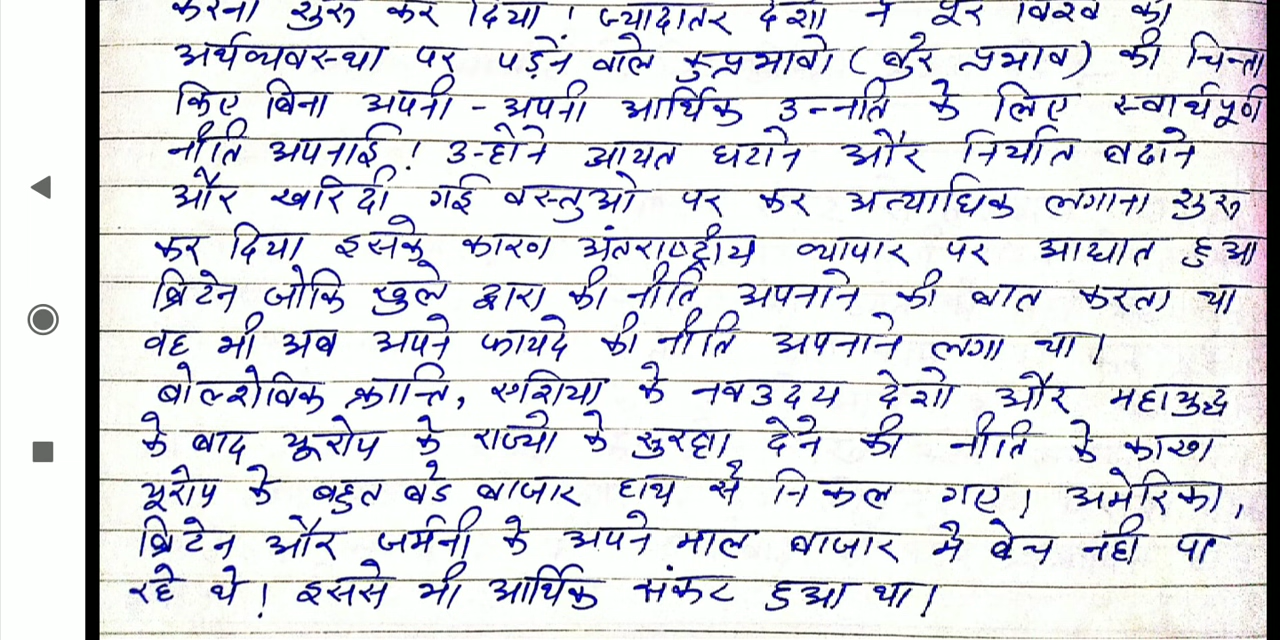 करना शुरू कर दिया । ज्यादातर देशो ने पूरे विश्व की
अर्थव्यवस्था पर पड़ेंने वाले कुप्रभावो (बुरे प्रभाव) की चिन्ता
किए बिना अपनी - अपनी आर्थिक उन्नति के लिए स्वार्थपूर्ण
नीति अपनाई ! उन्होने आयत घटाने और निर्यात बढाने
और खरिदी गई वस्तुओ पर कर अत्याधिक लगाना शुरू
कर दिया इसके कारण अंतराष्ट्रीय व्यापार पर आघात हुआ
ब्रिटेन जोकि खुले द्वारा की नीति अपनाने की बात करता था
वह भी अब अपने फायदे की नीति अपनाने लगा था ।
बोल्शेविक क्रान्ति, एशिया के नवउदय देशो और महायुद्ध
के बाद यूरोप के राज्यो के सुरक्षा देने की नीति के कारण
यूरोप के बहुत बडे बाजार हाथ से निकल गए । अमेरिका,
ब्रिटेन और जर्मनी के अपने माल बाजार मे बेच नही पा
रहे थे ! इससे भी आर्थिक संकट हुआ था ।